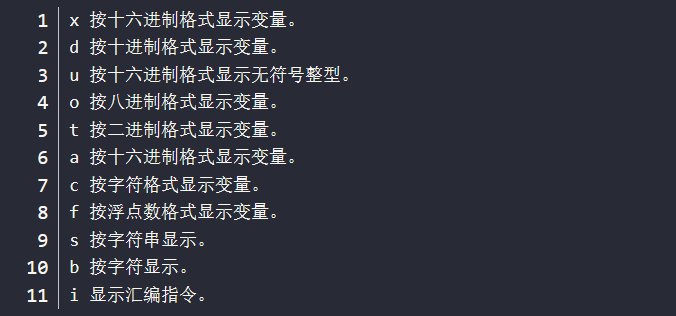 1 x 按十六进制格式显示变量。
2 d 按十进制格式显示变量。
3 u 按十六进制格式显示无符号整型。
4 o 按八进制格式显示变量。
5 t 按二进制格式显示变量。
6 a 按十六进制格式显示变量。
7 c 按字符格式显示变量。
8 f 按浮点数格式显示变量。
9 s 按字符串显示。
10 b 按字符显示。
11 i 显示汇编指令。